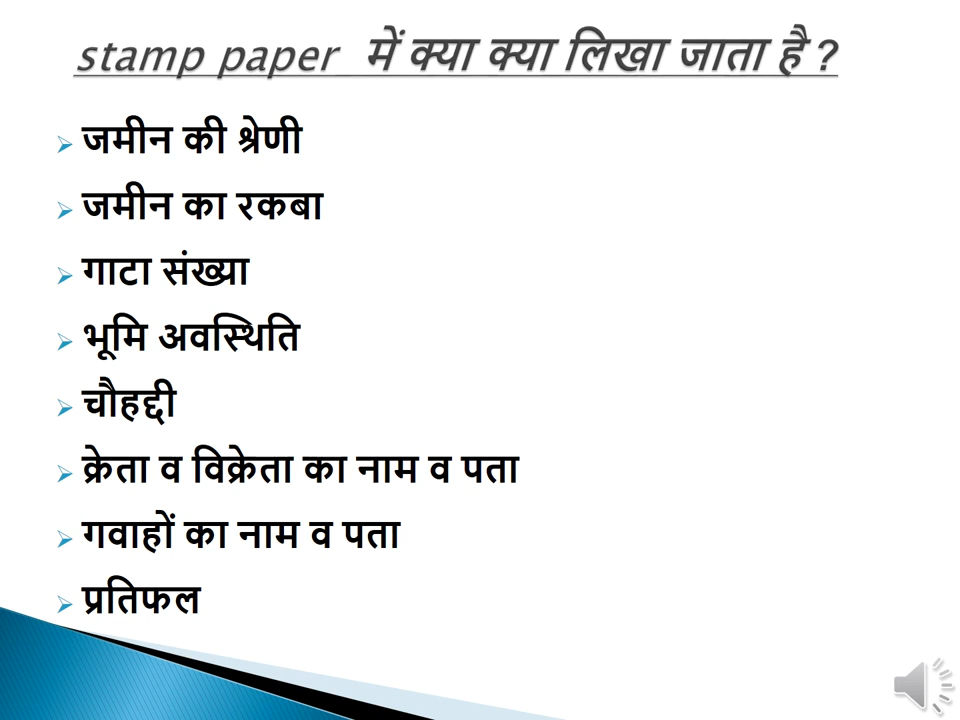 stamp paper में क्या क्या लिखा जाता है ?
जमीन की श्रेणी
जमीन का रकबा
गाटा संख्या
भूमि अवस्थिति
चौहद्दी
क्रेता व विक्रेता का नाम व पता
गवाहों का नाम व पता
प्रतिफल